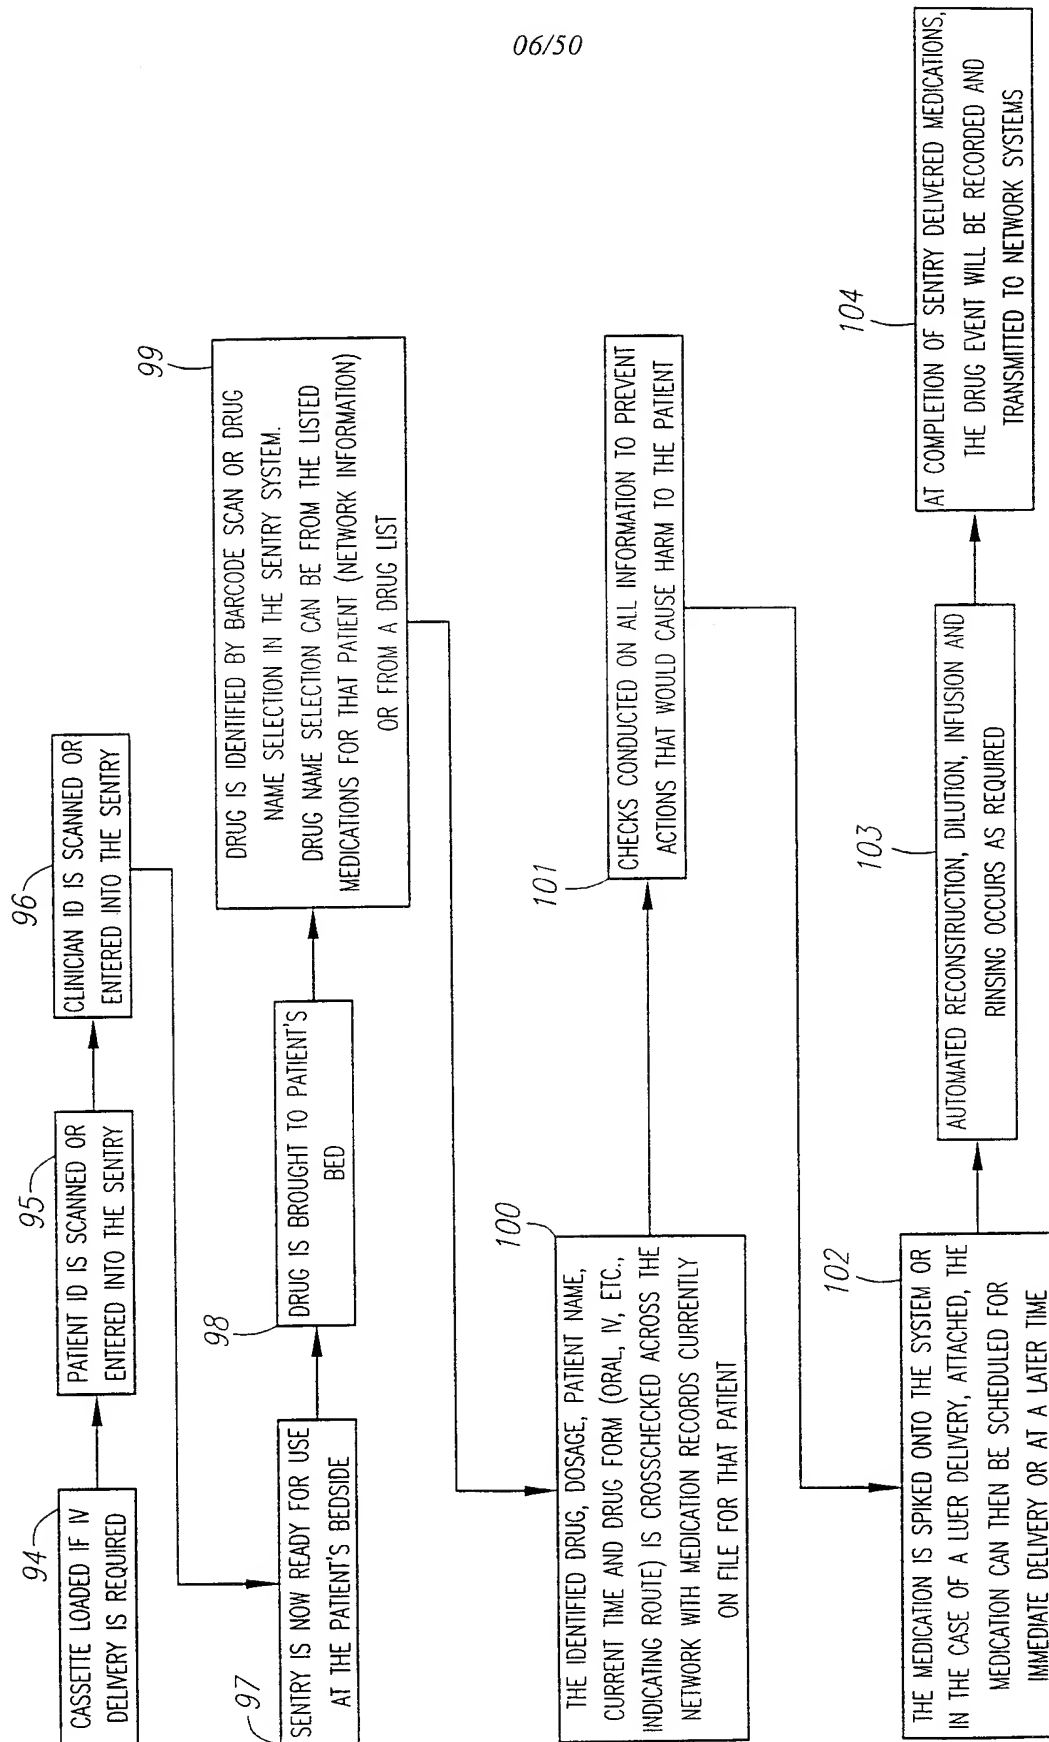 06/50
94
CASSETTE LOADED IF IV
DELIVERY IS REQUIRED
95
PATIENT ID IS SCANNED OR
ENTERED INTO THE SENTRY
96
CLINICIAN ID IS SCANNED OR
ENTERED INTO THE SENTRY
97
SENTRY IS NOW READY FOR USE
AT THE PATIENT'S BEDSIDE
98
DRUG IS BROUGHT TO PATIENT'S
BED
99
DRUG IS IDENTIFIED BY BARCODE SCAN OR DRUG
NAME SELECTION IN THE SENTRY SYSTEM.
DRUG NAME SELECTION CAN BE FROM THE LISTED
MEDICATIONS FOR THAT PATIENT (NETWORK INFORMATION)
OR FROM A DRUG LIST
100
THE IDENTIFIED DRUG, DOSAGE, PATIENT NAME,
CURRENT TIME AND DRUG FORM (ORAL, IV, ETC.,
INDICATING ROUTE) IS CROSSCHECKED ACROSS THE
NETWORK WITH MEDICATION RECORDS CURRENTLY
ON FILE FOR THAT PATIENT
101
CHECKS CONDUCTED ON ALL INFORMATION TO PREVENT
ACTIONS THAT WOULD CAUSE HARM TO THE PATIENT
102
THE MEDICATION IS SPIKED ONTO THE SYSTEM OR
IN THE CASE OF A LUER DELIVERY, ATTACHED, THE
MEDICATION CAN THEN BE SCHEDULED FOR
IMMEDIATE DELIVERY OR AT A LATER TIME
103
AUTOMATED RECONSTRUCTION, DILUTION, INFUSION AND
RINSING OCCURS AS REQUIRED
104
AT COMPLETION OF SENTRY DELIVERED MEDICATIONS,
THE DRUG EVENT WILL BE RECORDED AND
TRANSMITTED TO NETWORK SYSTEMS